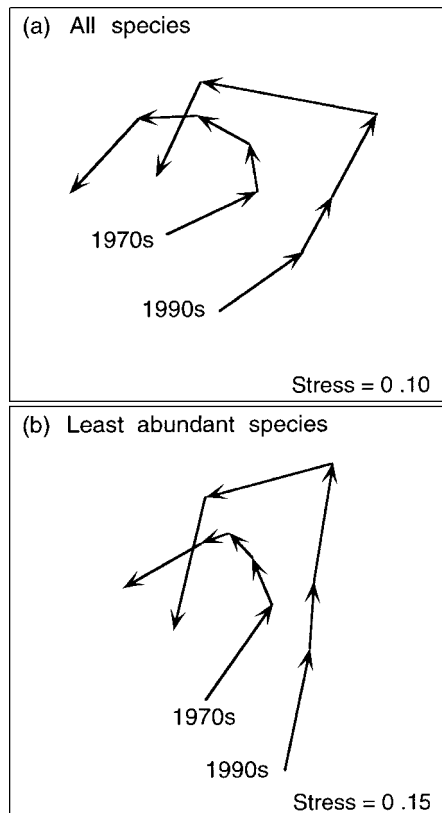 (a) All species
1970s
1990s
Stress = 0 .10
(b) Least abundant species
1970s
1990s
Stress = 0 .15